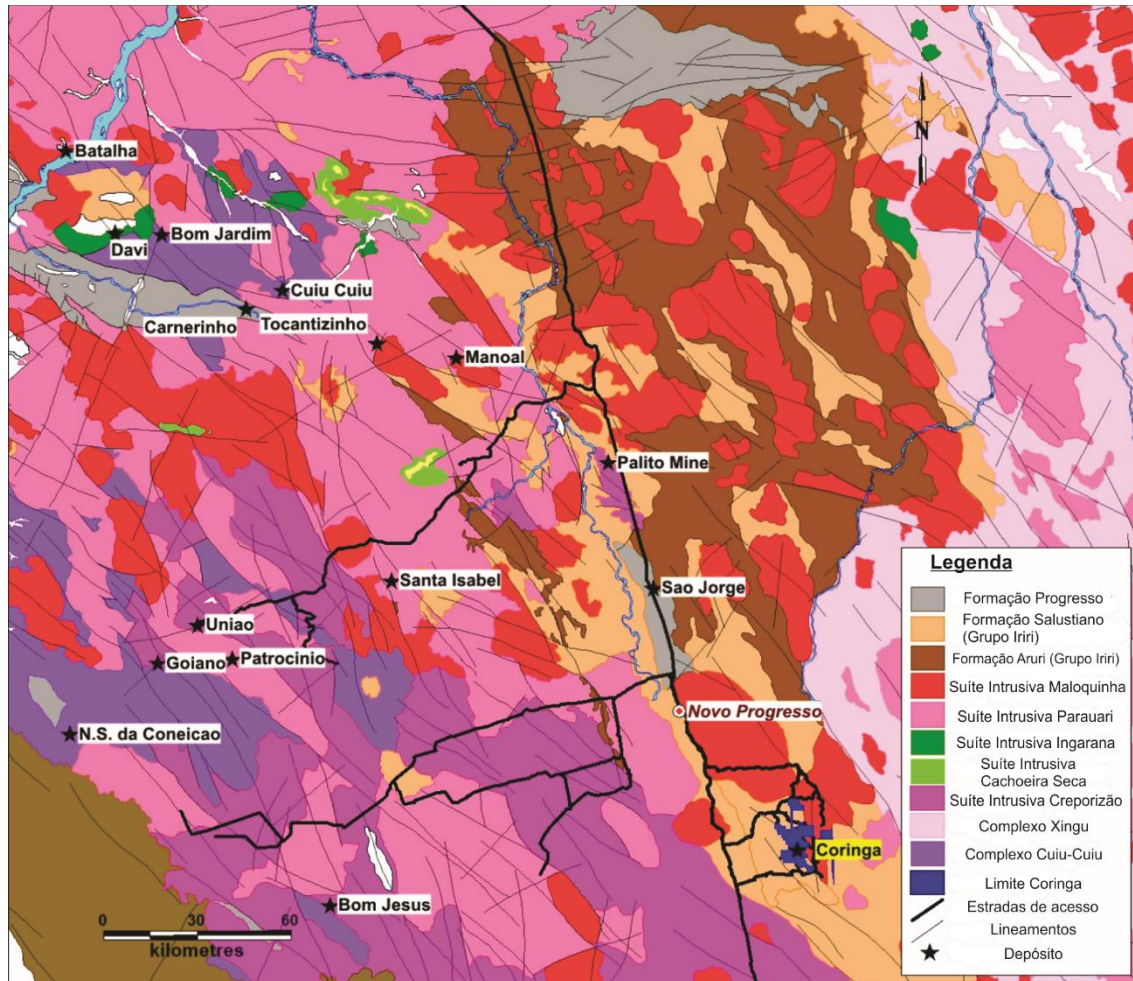 N
Batalha
Davi
Bom Jardim
Cuiu Cuiu
Carnerinho
Tocantizinho
Manoal
Palito Mine
Santa Isabel
Sao Jorge
Uniao
Goiano
Patrocinio
N.S. da Coneicao
Novo Progresso
Coringa
Bom Jesus
0 30 60
kilometres
Legenda
Formação Progresso
Formação Salustiano
(Grupo Iriri)
Formação Aruri (Grupo Iriri)
Suíte Intrusiva Maloquinha
Suíte Intrusiva Parauari
Suíte Intrusiva Ingarana
Suíte Intrusiva
Cachoeira Seca
Suíte Intrusiva Creporizão
Complexo Xingu
Complexo Cuiu-Cuiu
Limite Coringa
Estradas de acesso
Lineamentos
Depósito